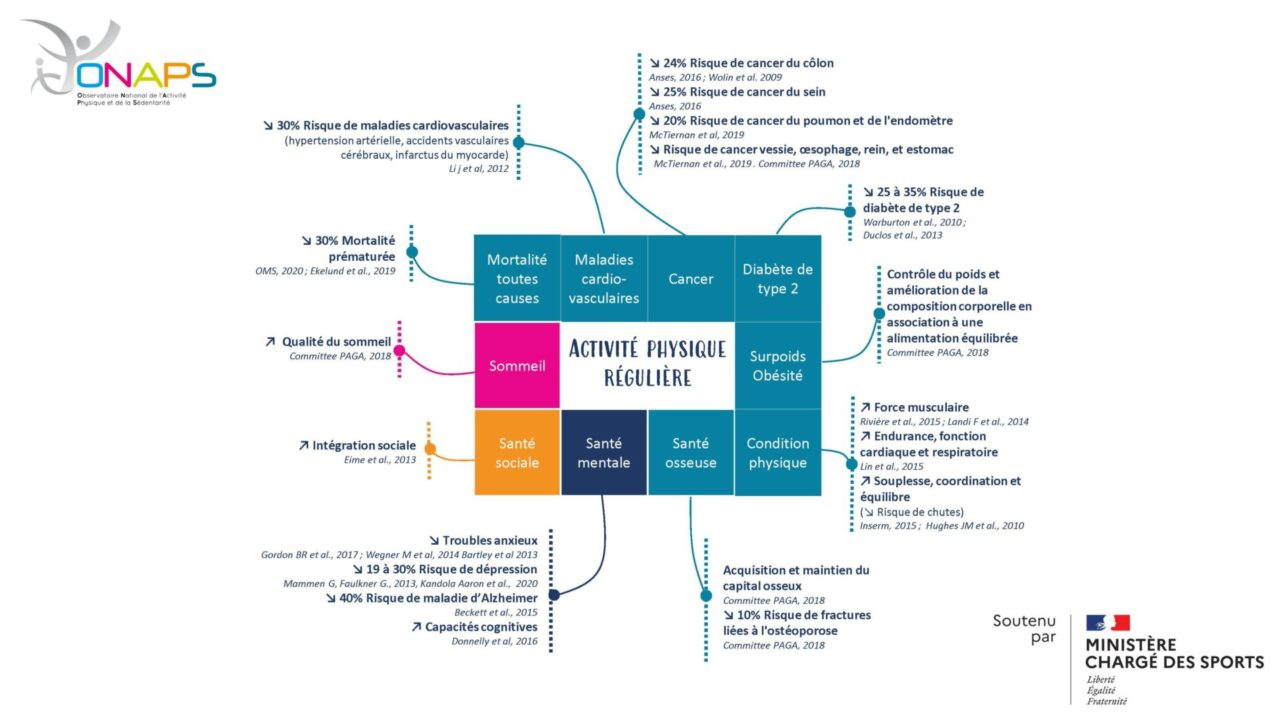 ONAPS
Observatoire National de l'Activité
Physique et de la Sédentarité
↘ 30% Risque de maladies cardiovasculaires
(hypertension artérielle, accidents vasculaires
cérébraux, infarctus du myocarde)
Li j et al, 2012
↘ 24% Risque de cancer du côlon
Anses, 2016 ; Wolin et al. 2009
↘ 25% Risque de cancer du sein
Anses, 2016
↘ 20% Risque de cancer du poumon et de l'endomètre
McTiernan et al, 2019
↘ Risque de cancer vessie, œsophage, rein, et estomac
McTiernan et al., 2019 . Committee PAGA, 2018
↘ 25 à 35% Risque de
diabète de type 2
Warburton et al., 2010 ;
Duclos et al., 2013
↘ 30% Mortalité
prématurée
OMS, 2020 ; Ekelund et al., 2019
Mortalité
toutes
causes
Maladies
cardio-
vasculaires
Cancer
Diabète de
type 2
Contrôle du poids et
amélioration de la
composition corporelle en
association à une
alimentation équilibrée
Committee PAGA, 2018
↗ Qualité du sommeil
Committee PAGA, 2018
Sommeil
ACTIVITÉ PHYSIQUE
RÉGULIÈRE
Surpoids
Obésité
↗ Intégration sociale
Eime et al., 2013
Santé
sociale
Santé
mentale
Santé
osseuse
Condition
physique
↗ Force musculaire
Rivière et al., 2015 ; Landi F et al., 2014
↗ Endurance, fonction
cardiaque et respiratoire
Lin et al., 2015
↗ Souplesse, coordination et
équilibre
(↘ Risque de chutes)
Inserm, 2015 ; Hughes JM et al., 2010
↘ Troubles anxieux
Gordon BR et al., 2017 ; Wegner M et al, 2014 Bartley et al 2013
↘ 19 à 30% Risque de dépression
Mammen G, Faulkner G., 2013, Kandola Aaron et al., 2020
↘ 40% Risque de maladie d'Alzheimer
Beckett et al., 2015
↗ Capacités cognitives
Donnelly et al, 2016
Acquisition et maintien du
capital osseux
Committee PAGA, 2018
↘ 10% Risque de fractures
liées à l'ostéoporose
Committee PAGA, 2018
Soutenu
par
MINISTÈRE
CHARGÉ DES SPORTS
Liberté
Égalité
Fraternité